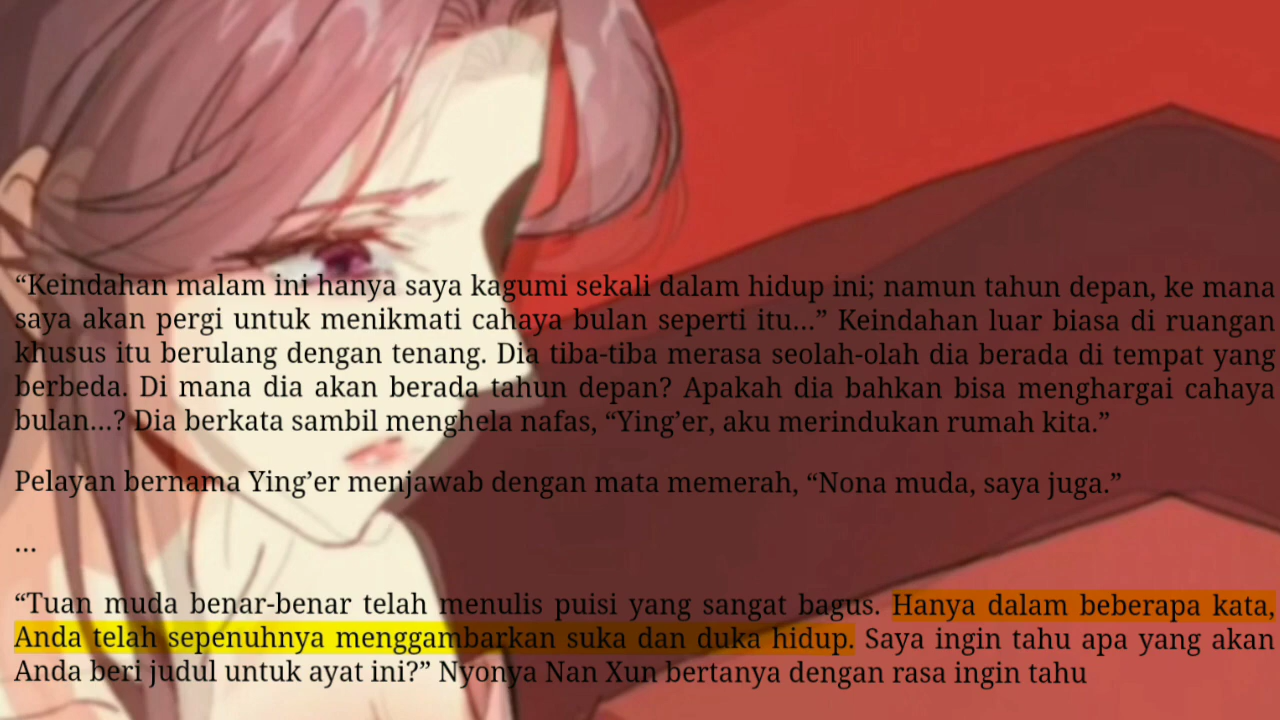 “Keindahan malam ini hanya saya kagumi sekali dalam hidup ini; namun tahun depan, ke mana
saya akan pergi untuk menikmati cahaya bulan seperti itu...” Keindahan luar biasa di ruangan
khusus itu berulang dengan tenang. Dia tiba-tiba merasa seolah-olah dia berada di tempat yang
berbeda. Di mana dia akan berada tahun depan? Apakah dia bahkan bisa menghargai cahaya
bulan...? Dia berkata sambil menghela nafas, “Ying’er, aku merindukan rumah kita.”
Pelayan bernama Ying’er menjawab dengan mata memerah, “Nona muda, saya juga.”
...
“Tuan muda benar-benar telah menulis puisi yang sangat bagus. Hanya dalam beberapa kata,
Anda telah sepenuhnya menggambarkan suka dan duka hidup. Saya ingin tahu apa yang akan
Anda beri judul untuk ayat ini?” Nyonya Nan Xun bertanya dengan rasa ingin tahu